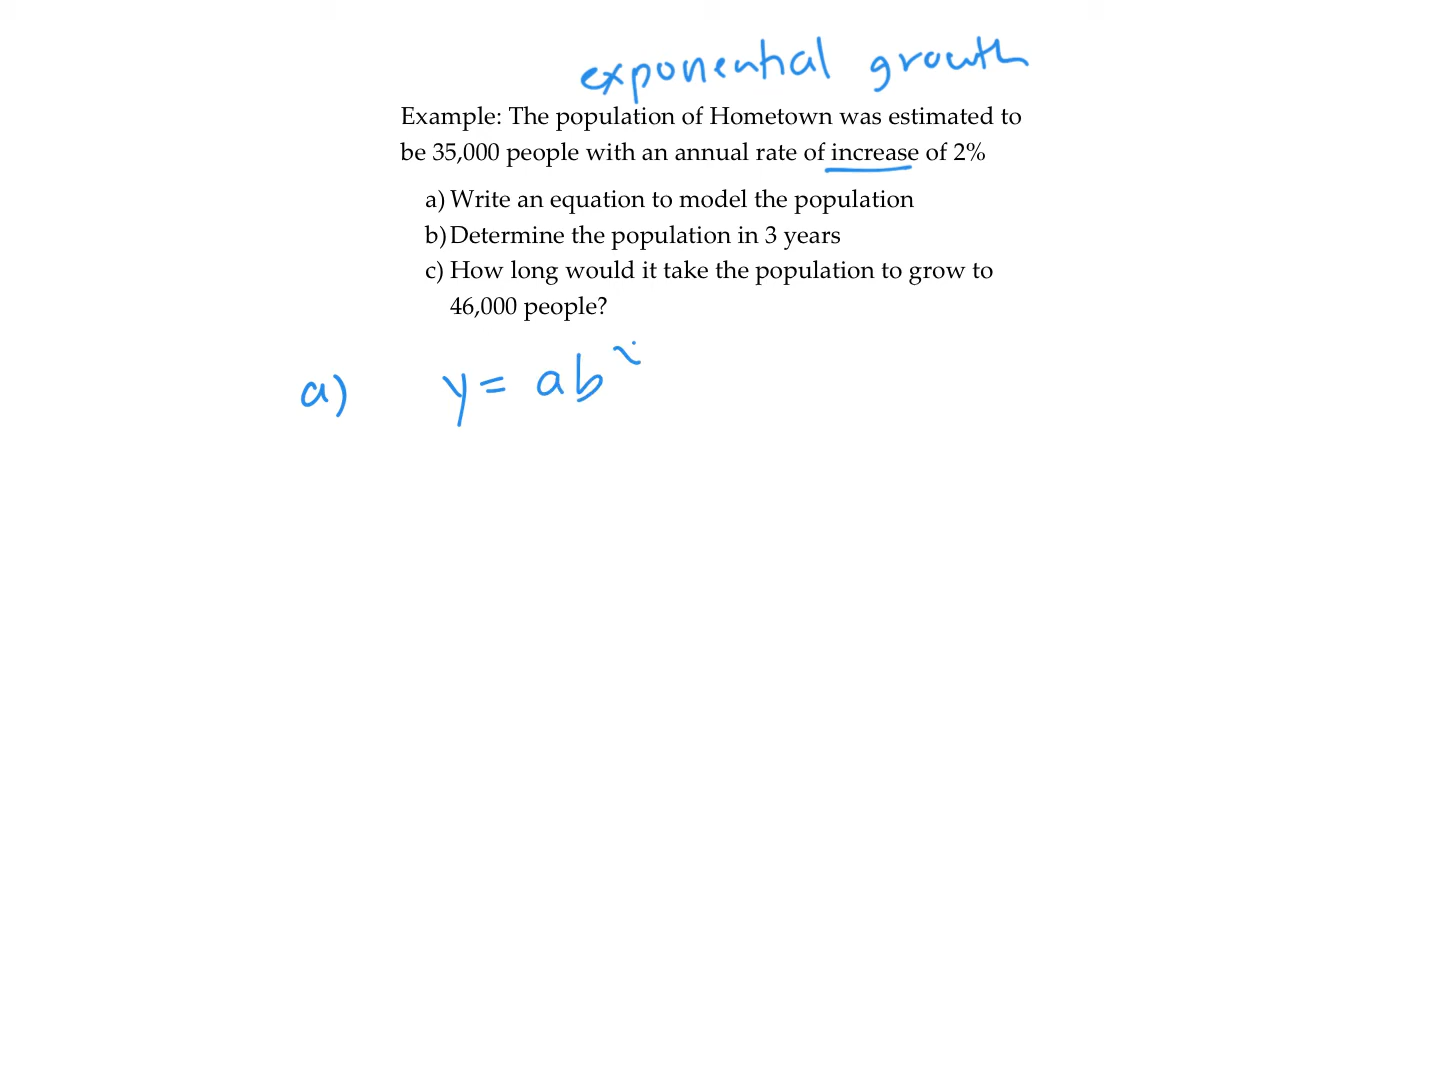 exponential growth
Example: The population of Hometown was estimated to
be 35,000 people with an annual rate of increase of 2%
a) Write an equation to model the population
b) Determine the population in 3 years
c) How long would it take the population to grow to
46,000 people?
a) y = ab